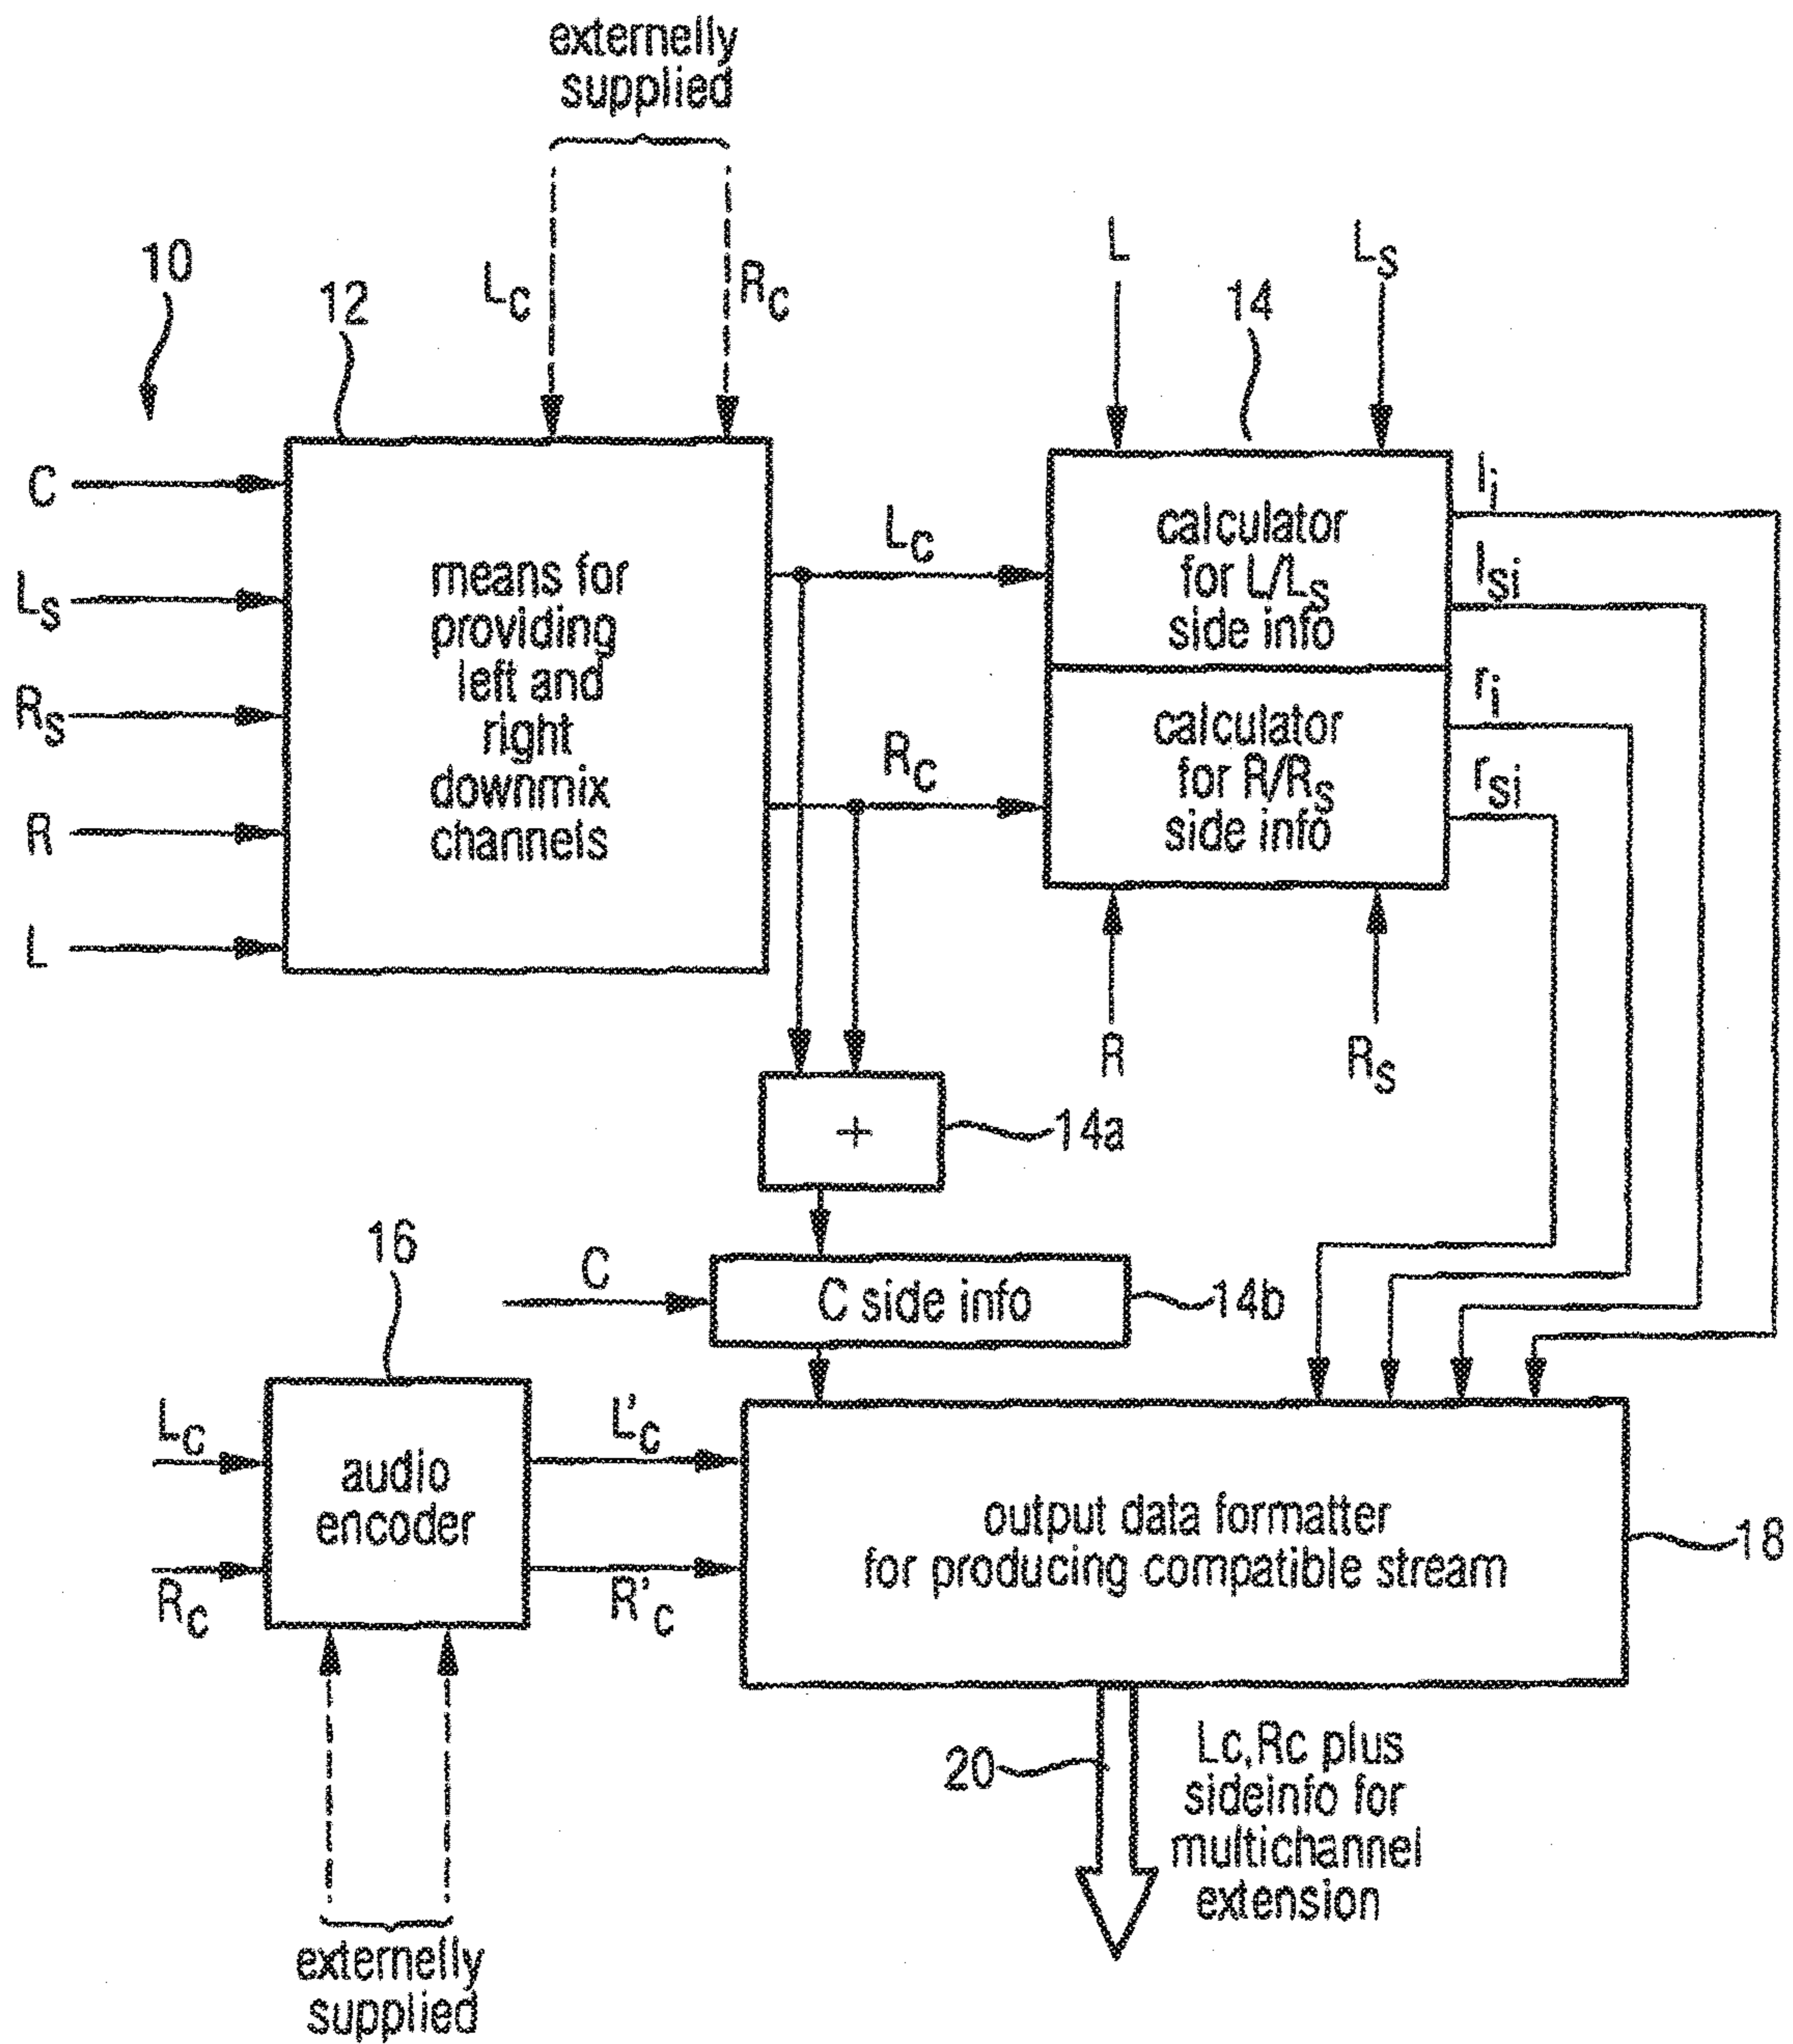 externelly
supplied
10
12
Lc
Rc
L
Ls
14
C
Ls
Rs
R
L
means for
providing
left and
right
downmix
channels
Lc
Rc
calculator
for L/Ls
side info
calculator
for R/Rs
side info
li
lsi
ri
rsi
R
Rs
+
14a
16
C
C side info
14b
Lc
Rc
audio
encoder
L'c
R'c
output data formatter
for producing compatible stream
18
20
Lc,Rc plus
sideinfo for
multichannel
extension
externelly
supplied